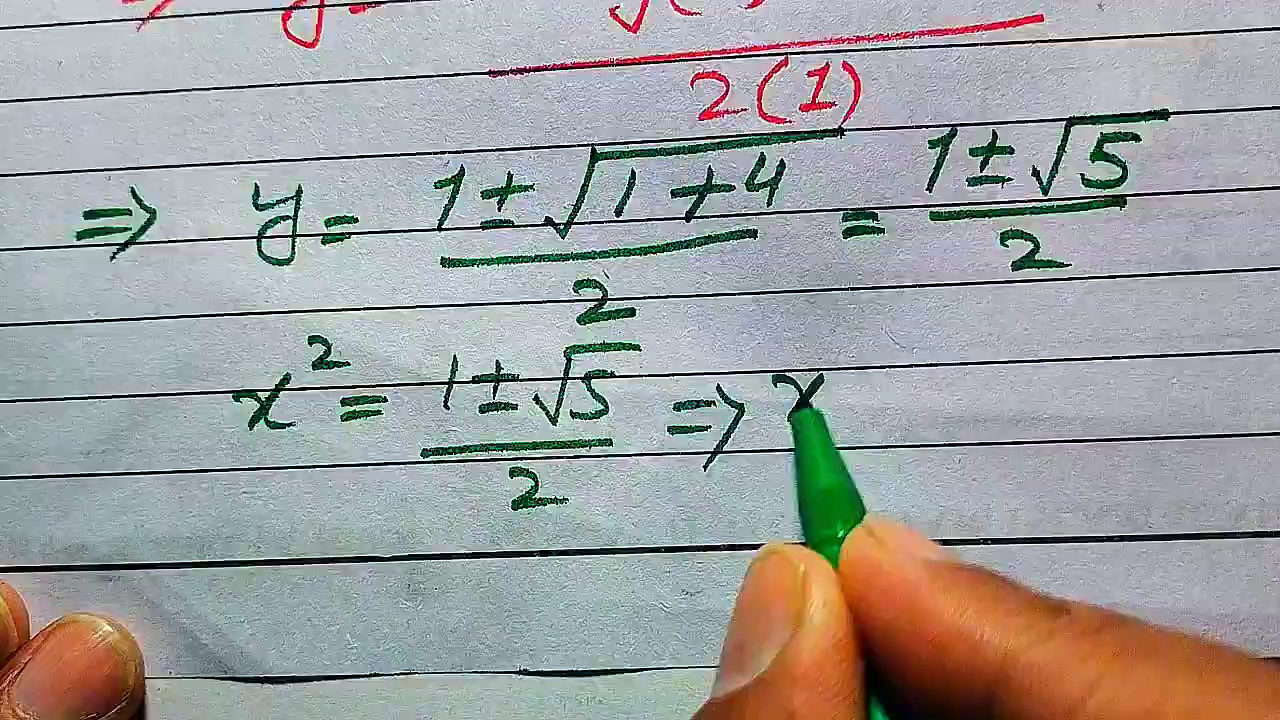 y=
2(1)
⇒ y = 1±√1+4 / 2 = 1±√5 / 2
x² = 1±√5 / 2 ⇒ x